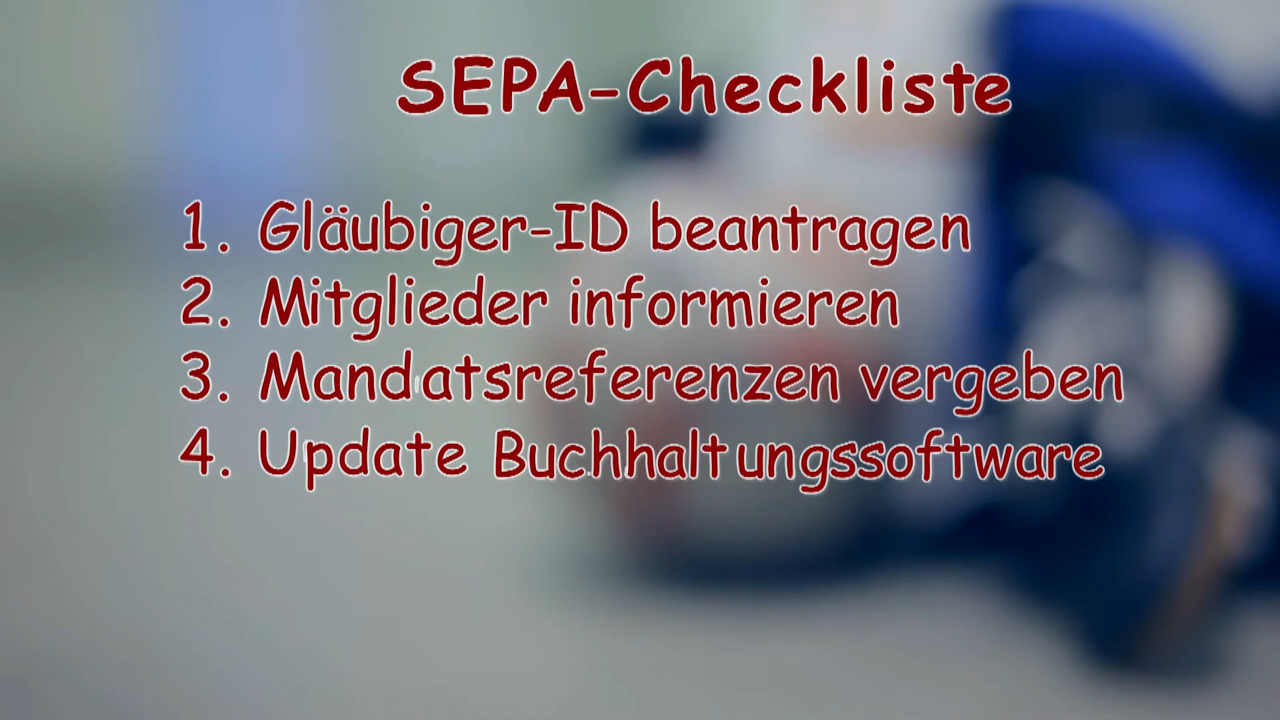 SEPA-Checkliste
1. Gläubiger-ID beantragen
2. Mitglieder informieren
3. Mandatsreferenzen vergeben
4. Update Buchhaltungssoftware